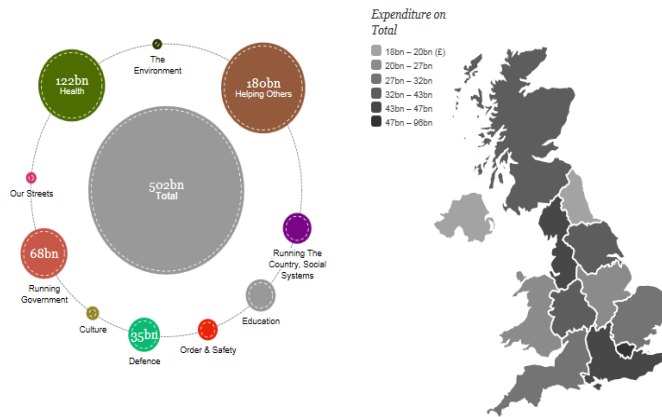 The
Environment
122bn
Health
180bn
Helping Others
502bn
Total
Our Streets
68bn
Running
Government
Culture
35bn
Defence
Order & Safety
Education
Running The
Country, Social
Systems
Expenditure on
Total
18bn – 20bn (£)
20bn – 27bn
27bn – 32bn
32bn – 43bn
43bn – 47bn
47bn – 96bn